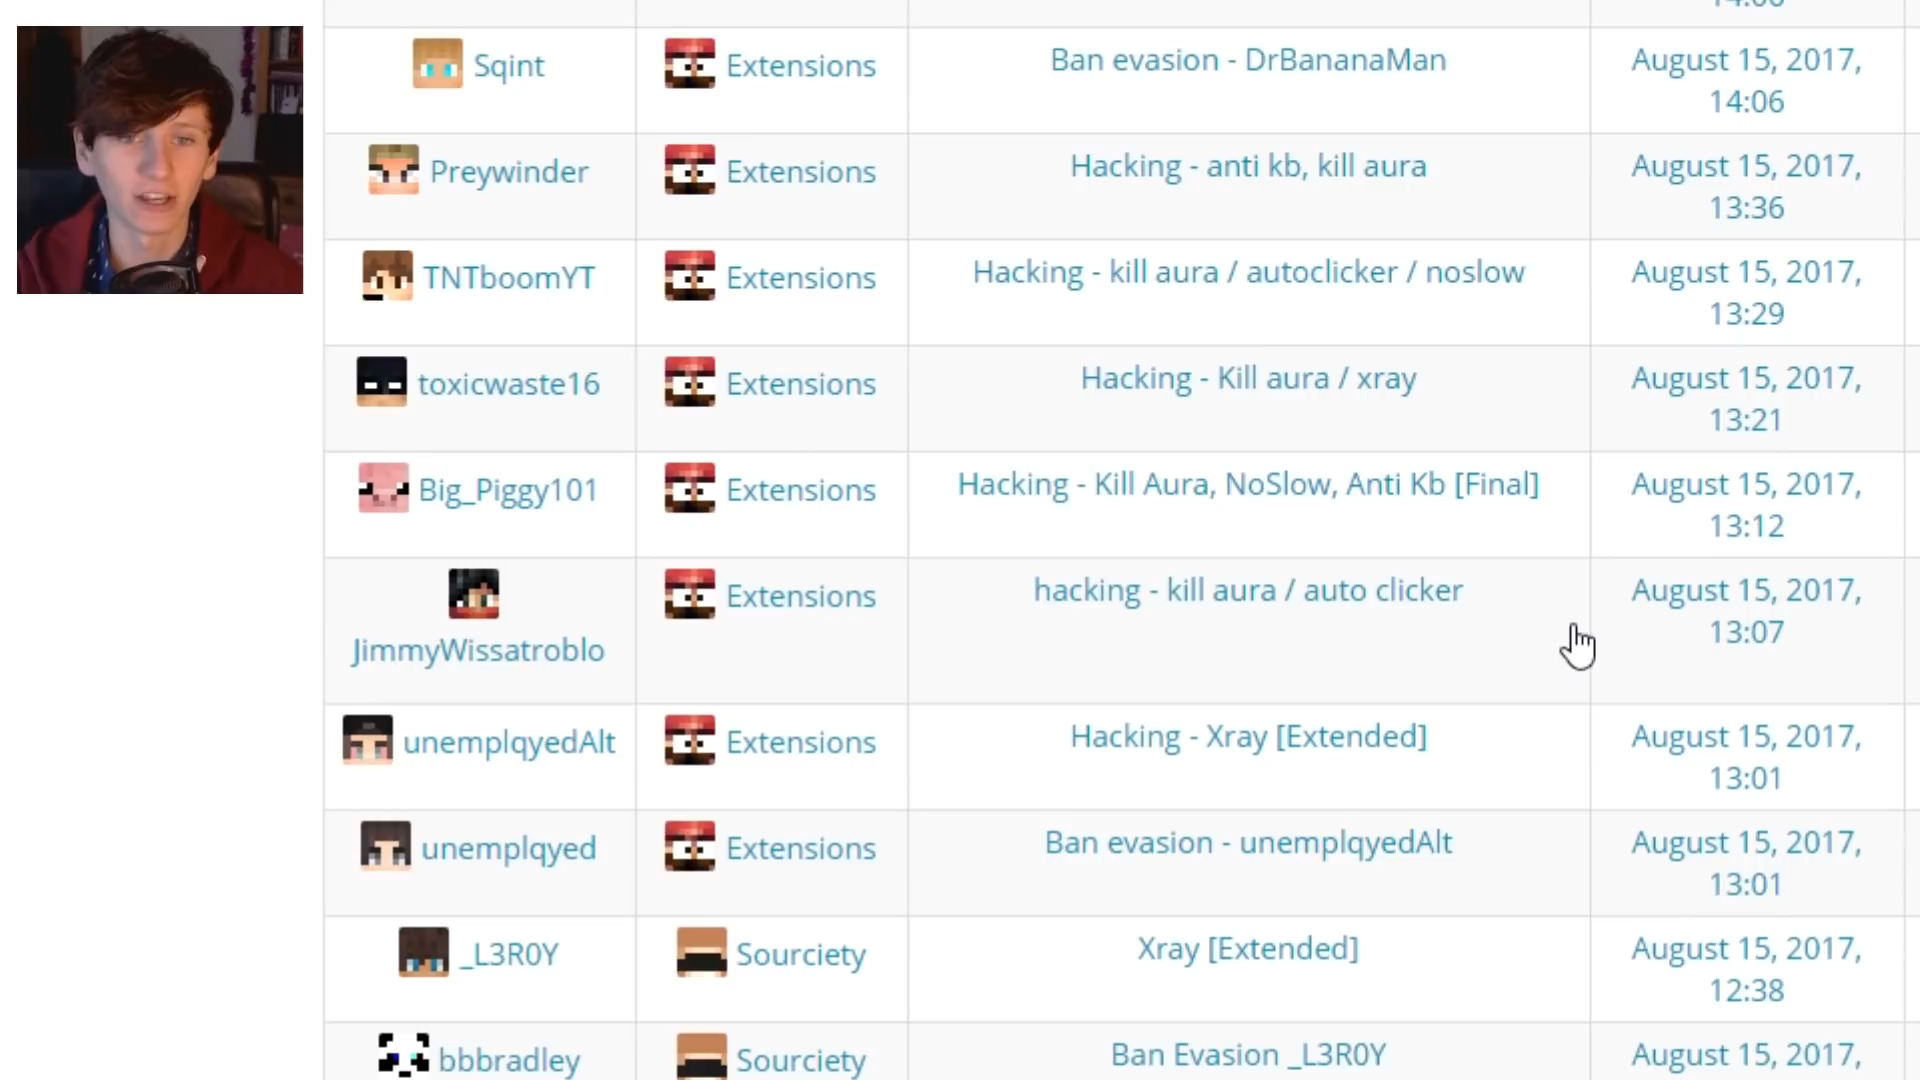 Sqint Extensions Ban evasion - DrBananaMan August 15, 2017,
14:06
Preywinder Extensions Hacking - anti kb, kill aura August 15, 2017,
13:36
TNTboomYT Extensions Hacking - kill aura / autoclicker / noslow August 15, 2017,
13:29
toxicwaste16 Extensions Hacking - Kill aura / xray August 15, 2017,
13:21
Big_Piggy101 Extensions Hacking - Kill Aura, NoSlow, Anti Kb [Final] August 15, 2017,
13:12
Extensions hacking - kill aura / auto clicker August 15, 2017,
JimmyWissatroblo 13:07
unemplqyedAlt Extensions Hacking - Xray [Extended] August 15, 2017,
13:01
unemplqyed Extensions Ban evasion - unemplqyedAlt August 15, 2017,
13:01
_L3R0Y Sourciety Xray [Extended] August 15, 2017,
12:38
bbbradley Sourciety Ban Evasion _L3R0Y August 15, 2017,